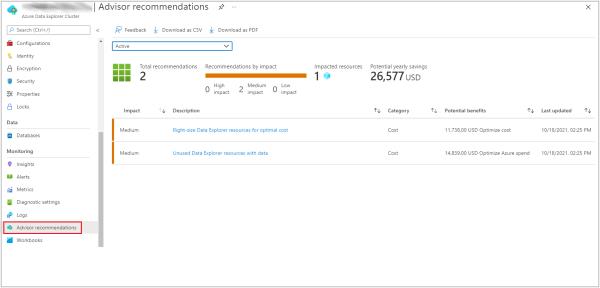 | Advisor recommendations
Azure Data Explorer Cluster
Search (Ctrl+/)
Feedback
Download as CSV
Download as PDF
Active
Configurations
Identity
Encryption
Security
Properties
Locks
Data
Databases
Monitoring
Insights
Alerts
Metrics
Diagnostic settings
Logs
Advisor recommendations
Workbooks
Total recommendations
2
Recommendations by impact
0 High impact
2 Medium impact
0 Low impact
Impacted resources
1
Potential yearly savings
26,577 USD
Impact Description Category Potential benefits Last updated
Medium Right-size Data Explorer resources for optimal cost Cost 11,738.00 USD Optimize cost 10/18/2021, 02:25 PM
Medium Unused Data Explorer resources with data Cost 14,839.00 USD Optimize Azure spend 10/18/2021, 02:25 PM